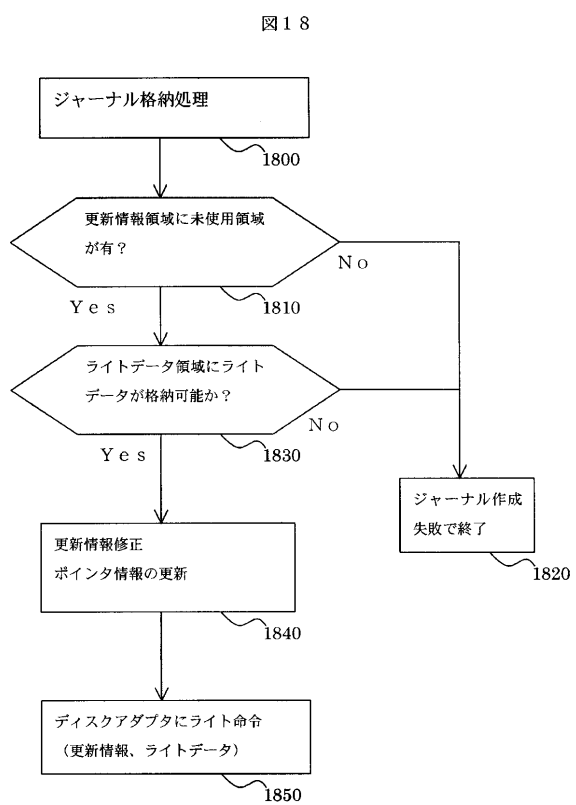 図１８
ジャーナル格納処理
1800
更新情報領域に未使用領域
が有？
Ｎｏ
Ｙｅｓ
1810
ライトデータ領域にライト
データが格納可能か？
Ｎｏ
Ｙｅｓ
1830
ジャーナル作成
失敗で終了
1820
更新情報修正
ポインタ情報の更新
1840
ディスクアダプタにライト命令
（更新情報、ライトデータ）
1850